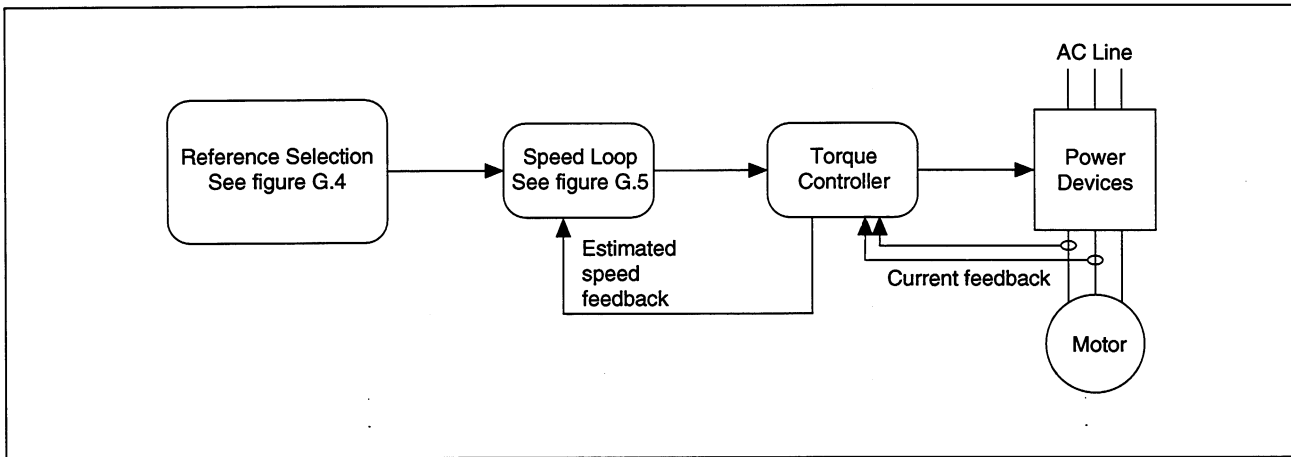 AC Line
Reference Selection
See figure G.4
Speed Loop
See figure G.5
Torque
Controller
Power
Devices
Estimated
speed
feedback
Current feedback
Motor